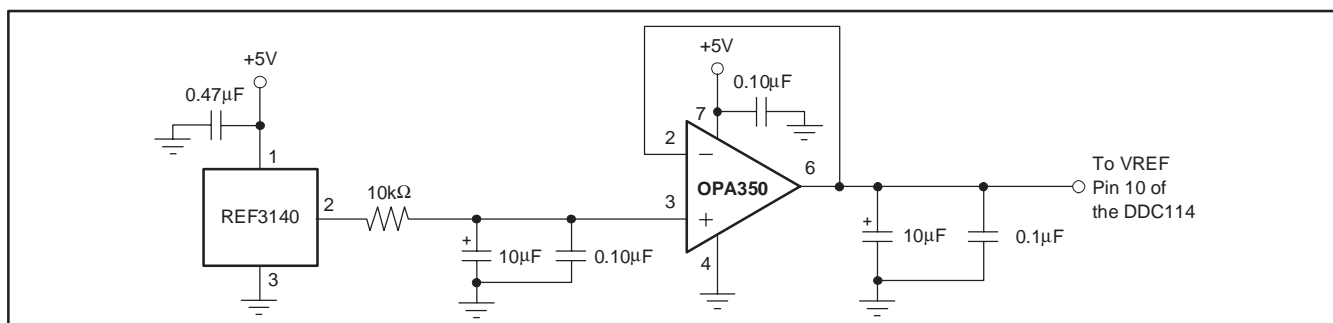 +5V
0.47µF
1
REF3140
2
3
10kΩ
+
10µF
0.10µF
+5V
0.10µF
7
2
−
OPA350
6
3
+
4
+
10µF
0.1µF
To VREF
Pin 10 of
the DDC114